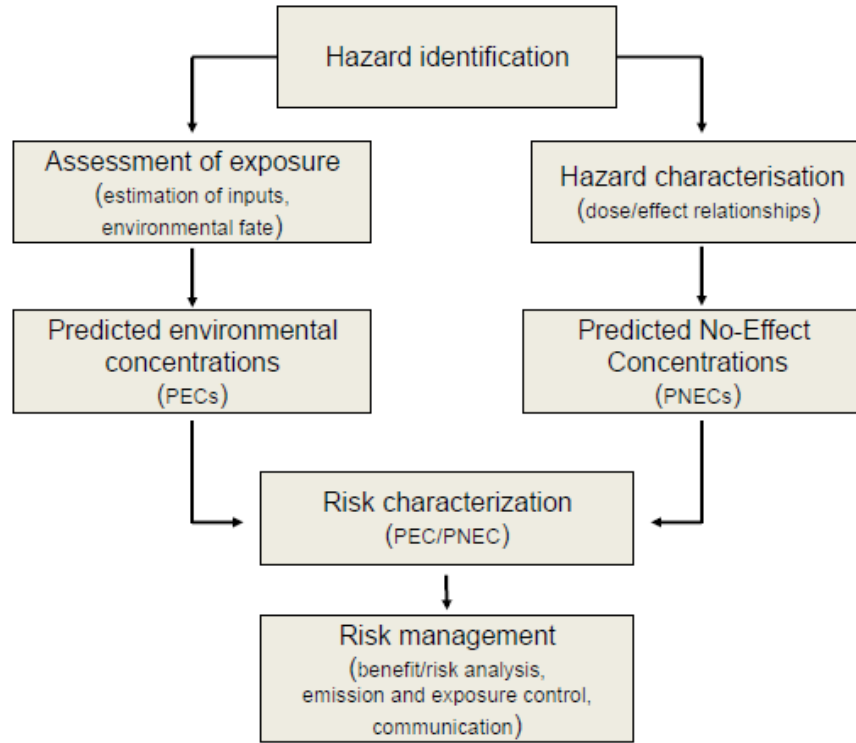 Hazard identification
Assessment of exposure
(estimation of inputs,
environmental fate)
Hazard characterisation
(dose/effect relationships)
Predicted environmental
concentrations
(PECs)
Predicted No-Effect
Concentrations
(PNECs)
Risk characterization
(PEC/PNEC)
Risk management
(benefit/risk analysis,
emission and exposure control,
communication)